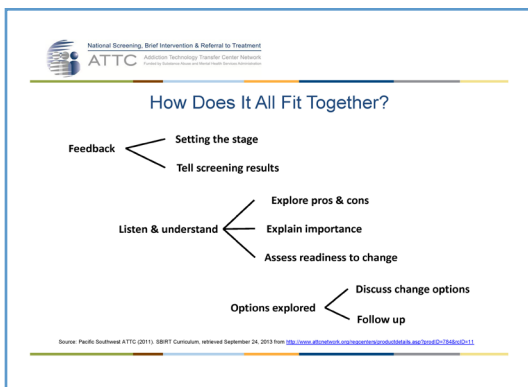 National Screening, Brief Intervention & Referral to Treatment
ATTC Addiction Technology Transfer Center Network
Funded by Substance Abuse and Mental Health Services Administration
How Does It All Fit Together?
Setting the stage
Feedback
Tell screening results
Explore pros & cons
Listen & understand
Explain importance
Assess readiness to change
Discuss change options
Options explored
Follow up
Source: Pacific Southwest ATTC (2011). SBIRT Curriculum, retrieved September 24, 2013 from http://www.attcnetwork.org/regcenters/productdetails.asp?prodID=784&rcID=11